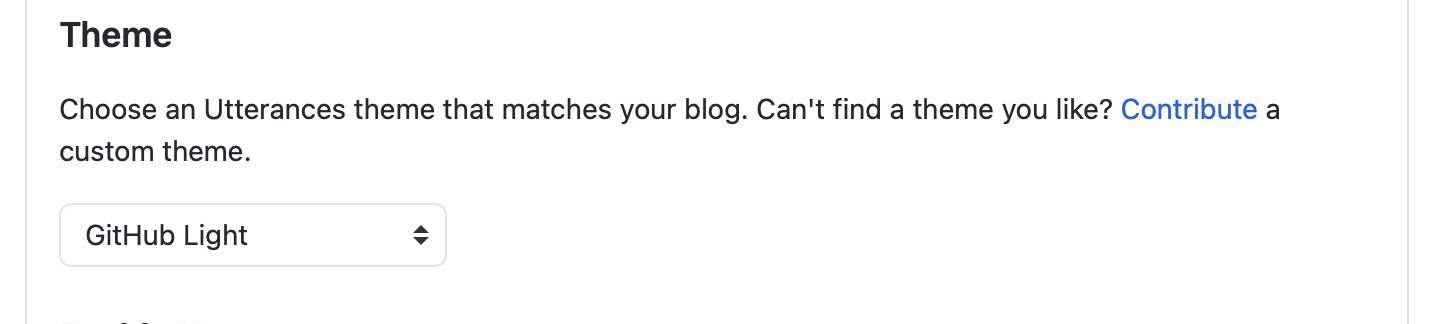 Theme
Choose an Utterances theme that matches your blog. Can't find a theme you like? Contribute a
custom theme.
GitHub Light